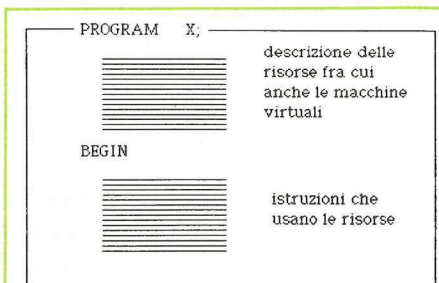 PROGRAM X;
descrizione delle
risorse fra cui
anche le macchine
virtuali
BEGIN
istruzioni che
usano le risorse